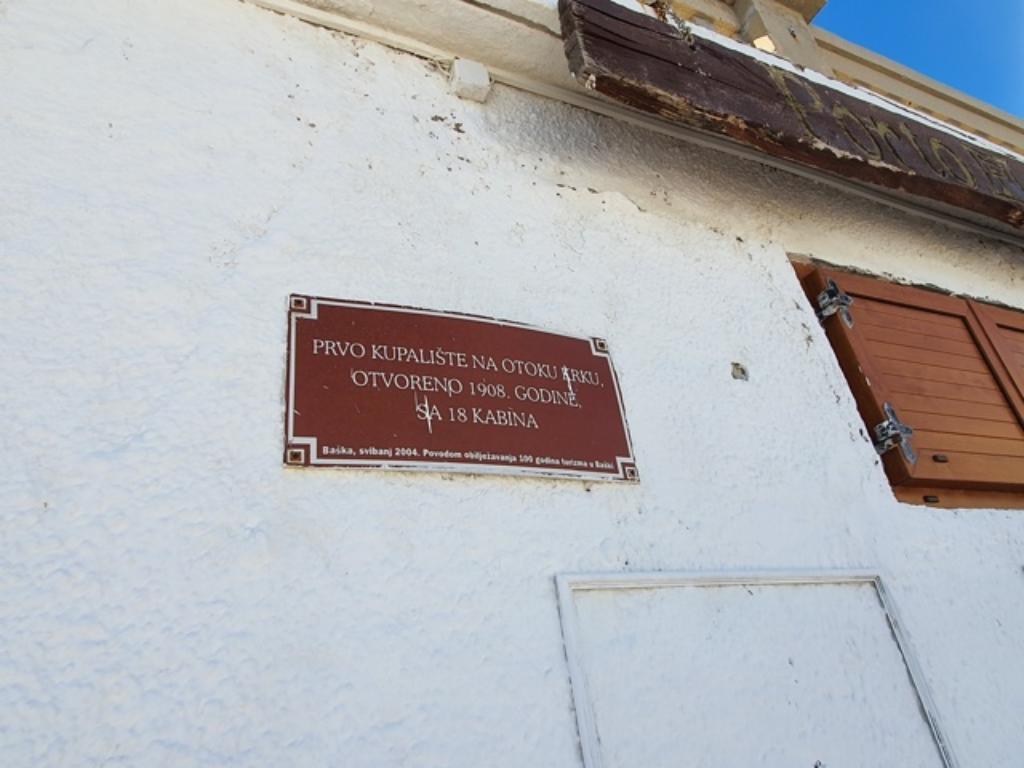 PRVO KUPALIŠTE NA OTOKU KRKU,
OTVORENO 1908. GODINE,
SA 18 KABINA
Baška, svibanj 2004. Povodom obilježavanja 100 godina turizma u Baški